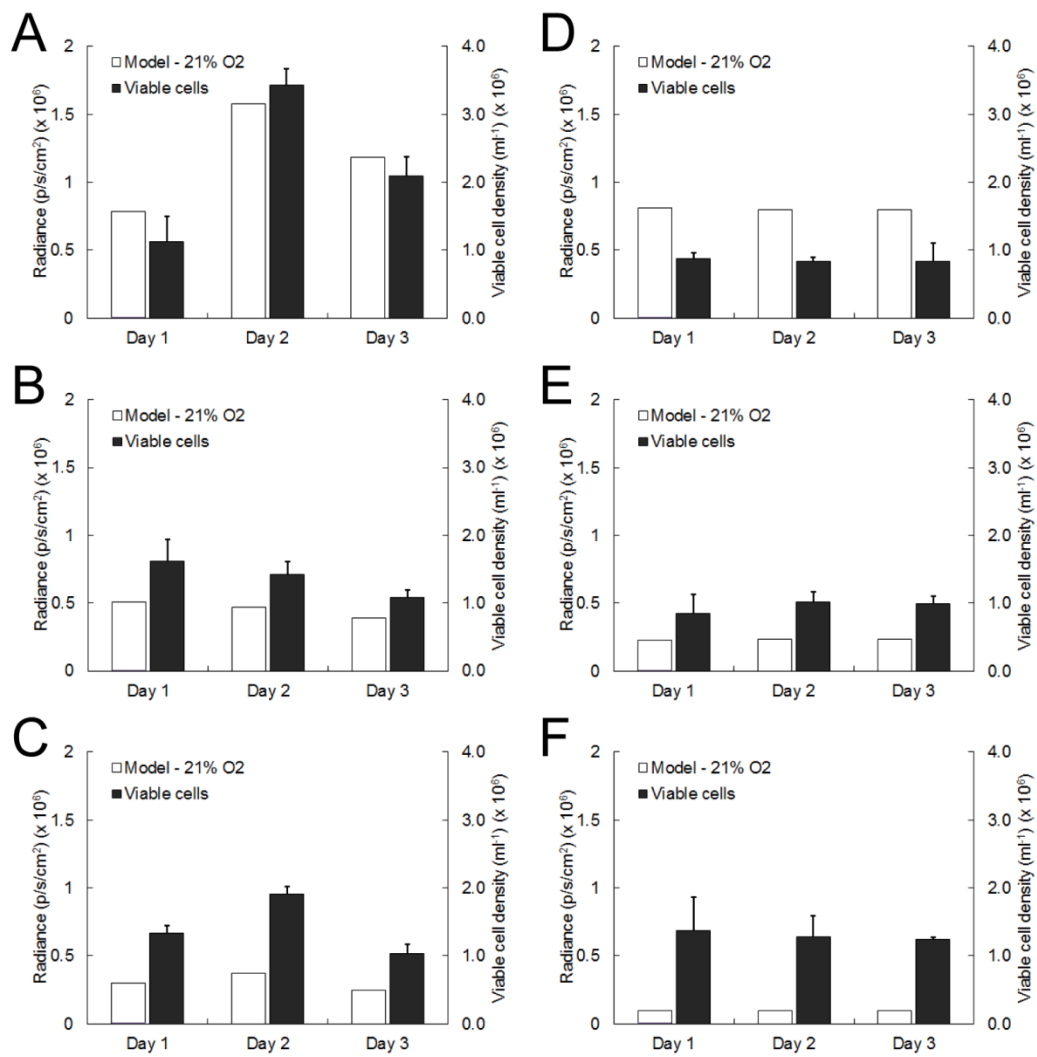 A
Model - 21% O2
Viable cells
Radiance (p/s/cm²) (x 10⁶)
2
1.5
1
0.5
0
Viable cell density (ml⁻¹) (x 10⁶)
4.0
3.0
2.0
1.0
0.0
Day 1 Day 2 Day 3
D
Model - 21% O2
Viable cells
Radiance (p/s/cm²) (x 10⁶)
2
1.5
1
0.5
0
Viable cell density (ml⁻¹) (x 10⁶)
4.0
3.0
2.0
1.0
0.0
Day 1 Day 2 Day 3
B
Model - 21% O2
Viable cells
Radiance (p/s/cm²) (x 10⁶)
2
1.5
1
0.5
0
Viable cell density (ml⁻¹) (x 10⁶)
4.0
3.0
2.0
1.0
0.0
Day 1 Day 2 Day 3
E
Model - 21% O2
Viable cells
Radiance (p/s/cm²) (x 10⁶)
2
1.5
1
0.5
0
Viable cell density (ml⁻¹) (x 10⁶)
4.0
3.0
2.0
1.0
0.0
Day 1 Day 2 Day 3
C
Model - 21% O2
Viable cells
Radiance (p/s/cm²) (x 10⁶)
2
1.5
1
0.5
0
Viable cell density (ml⁻¹) (x 10⁶)
4.0
3.0
2.0
1.0
0.0
Day 1 Day 2 Day 3
F
Model - 21% O2
Viable cells
Radiance (p/s/cm²) (x 10⁶)
2
1.5
1
0.5
0
Viable cell density (ml⁻¹) (x 10⁶)
4.0
3.0
2.0
1.0
0.0
Day 1 Day 2 Day 3